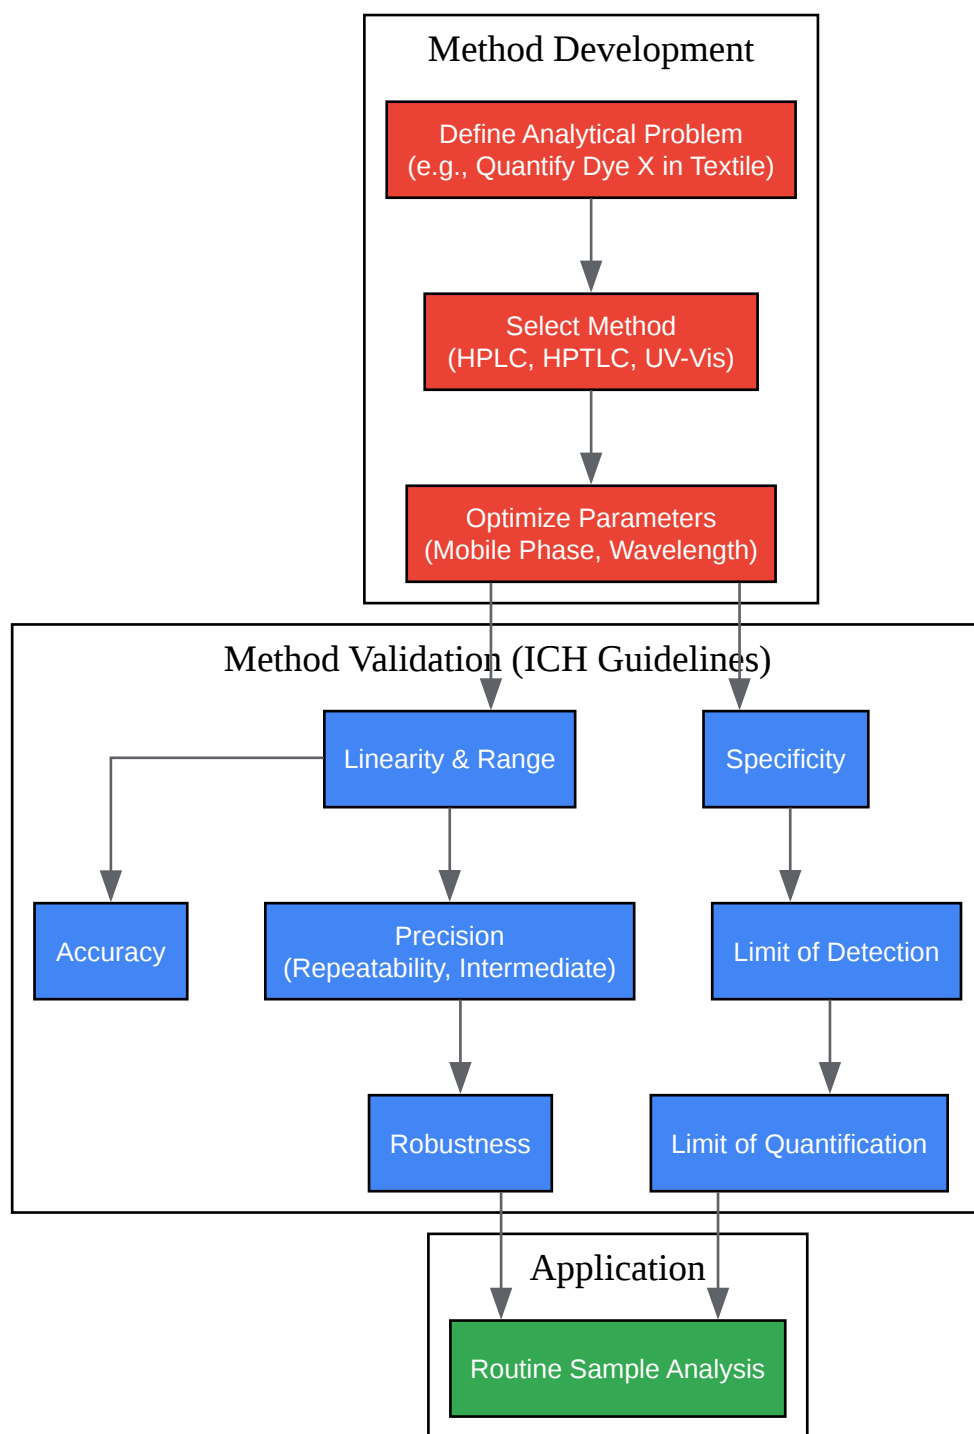 Method Development
Define Analytical Problem
(e.g., Quantify Dye X in Textile)
Select Method
(HPLC, HPTLC, UV-Vis)
Optimize Parameters
(Mobile Phase, Wavelength)
Method Validation (ICH Guidelines)
Linearity & Range
Specificity
Accuracy
Precision
(Repeatability, Intermediate)
Limit of Detection
Robustness
Limit of Quantification
Application
Routine Sample Analysis